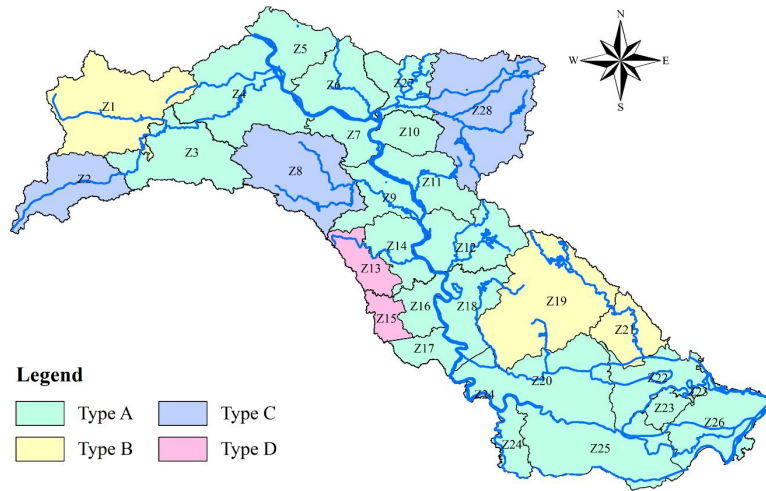 N
W E
S
Z5
Z6
Z27
Z1
Z4
Z28
Z10
Z7
Z3
Z8
Z2
Z11
Z9
Z14
Z12
Z13
Z16
Z18
Z19
Z15
Z21
Z17
Z20
Z22
Z24
Z23
Z23
Z26
Z24
Z25
Legend
Type A Type C
Type B Type D